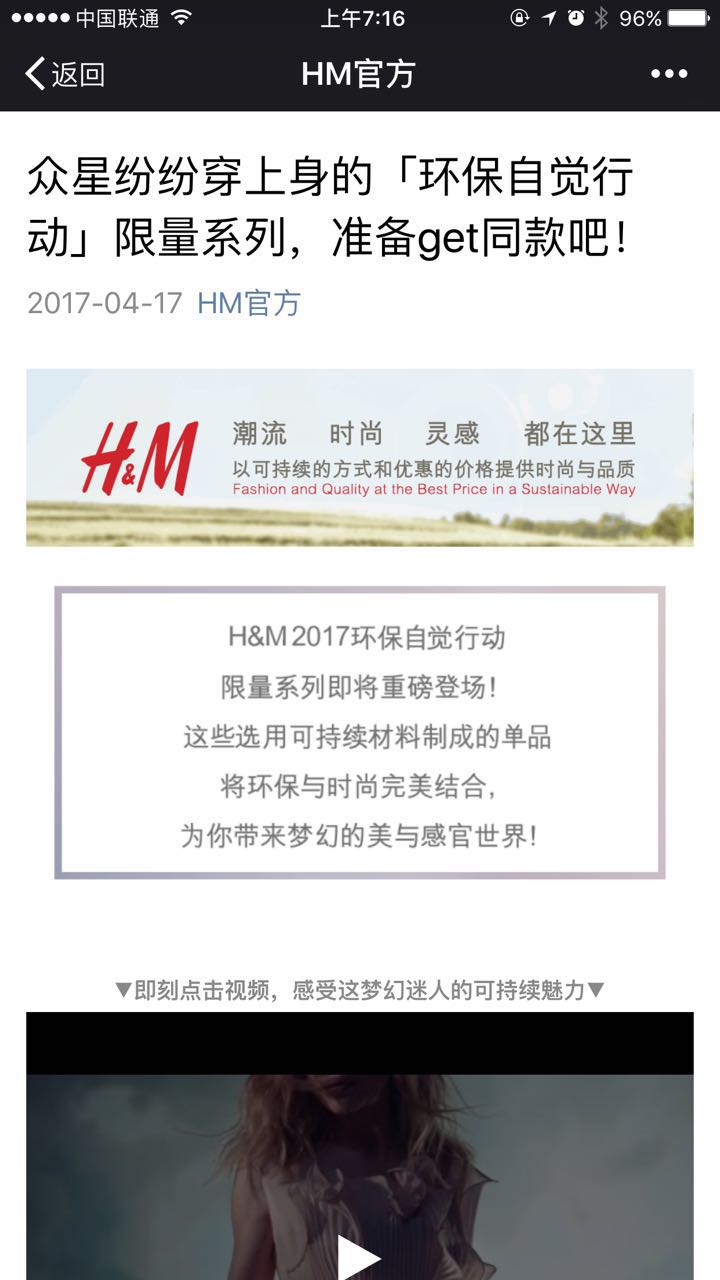 中国联通
上午7:16
96%
返回
HM官方
众星纷纷穿上身的「环保自觉行
动」限量系列，准备get同款吧！
2017-04-17 HM官方
H&M
潮流 时尚 灵感 都在这里
以可持续的方式和优惠的价格提供时尚与品质
Fashion and Quality at the Best Price in a Sustainable Way
H&M 2017环保自觉行动
限量系列即将重磅登场！
这些选用可持续材料制成的单品
将环保与时尚完美结合，
为你带来梦幻的美与感官世界！
▼即刻点击视频，感受这梦幻迷人的可持续魅力▼